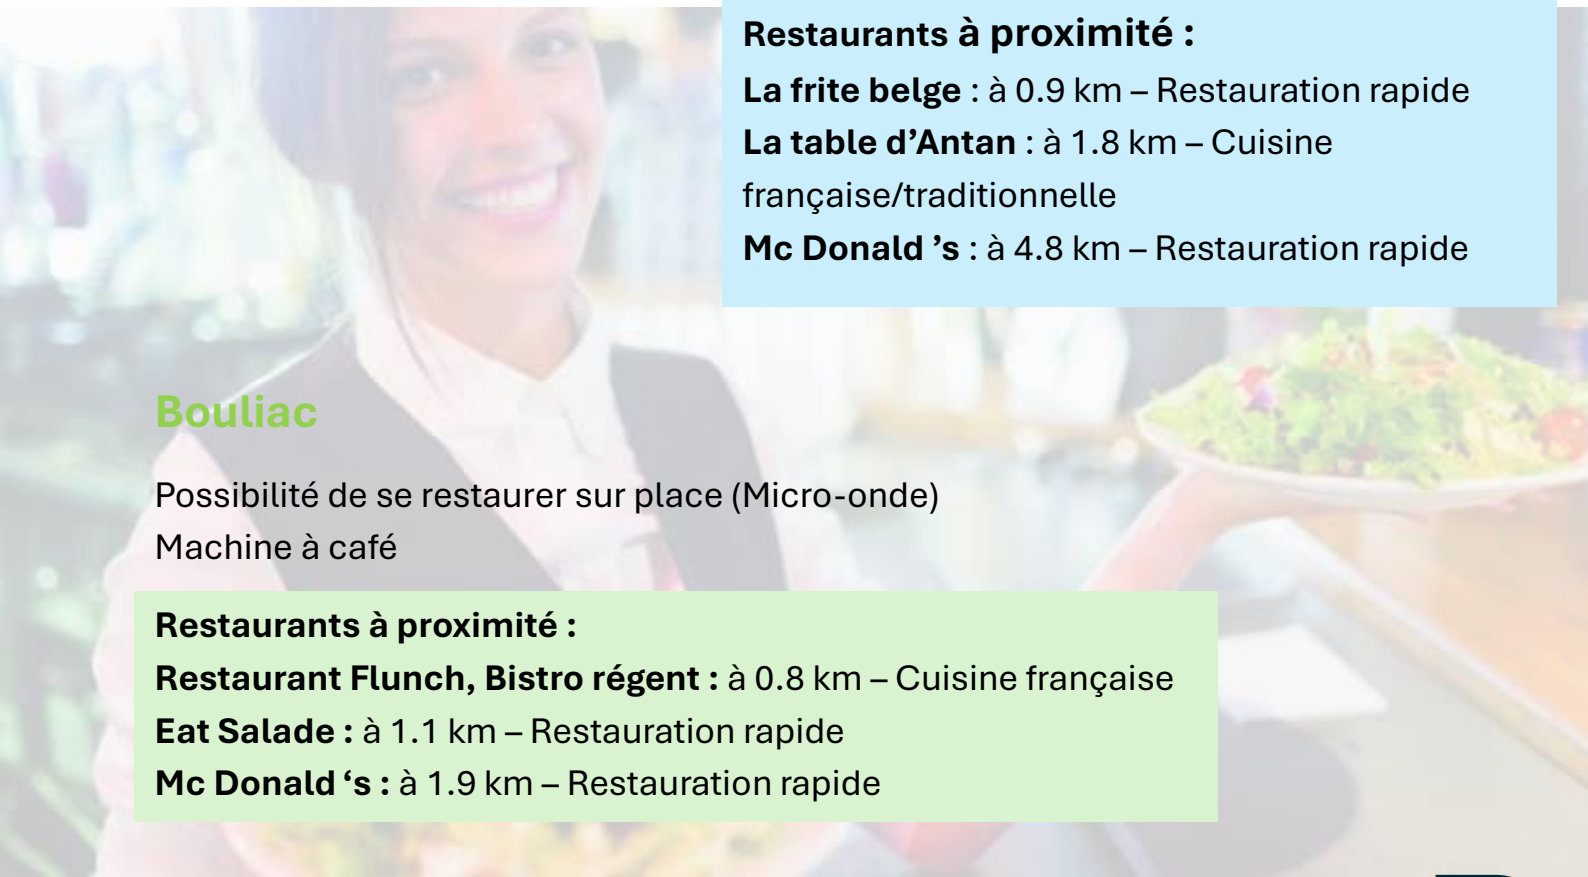 Restaurants à proximité :
La frite belge : à 0.9 km – Restauration rapide
La table d’Antan : à 1.8 km – Cuisine
française/traditionnelle
Mc Donald ’s : à 4.8 km – Restauration rapide
Bouliac
Possibilité de se restaurer sur place (Micro-onde)
Machine à café
Restaurants à proximité :
Restaurant Flunch, Bistro régent : à 0.8 km – Cuisine française
Eat Salade : à 1.1 km – Restauration rapide
Mc Donald ‘s : à 1.9 km – Restauration rapide